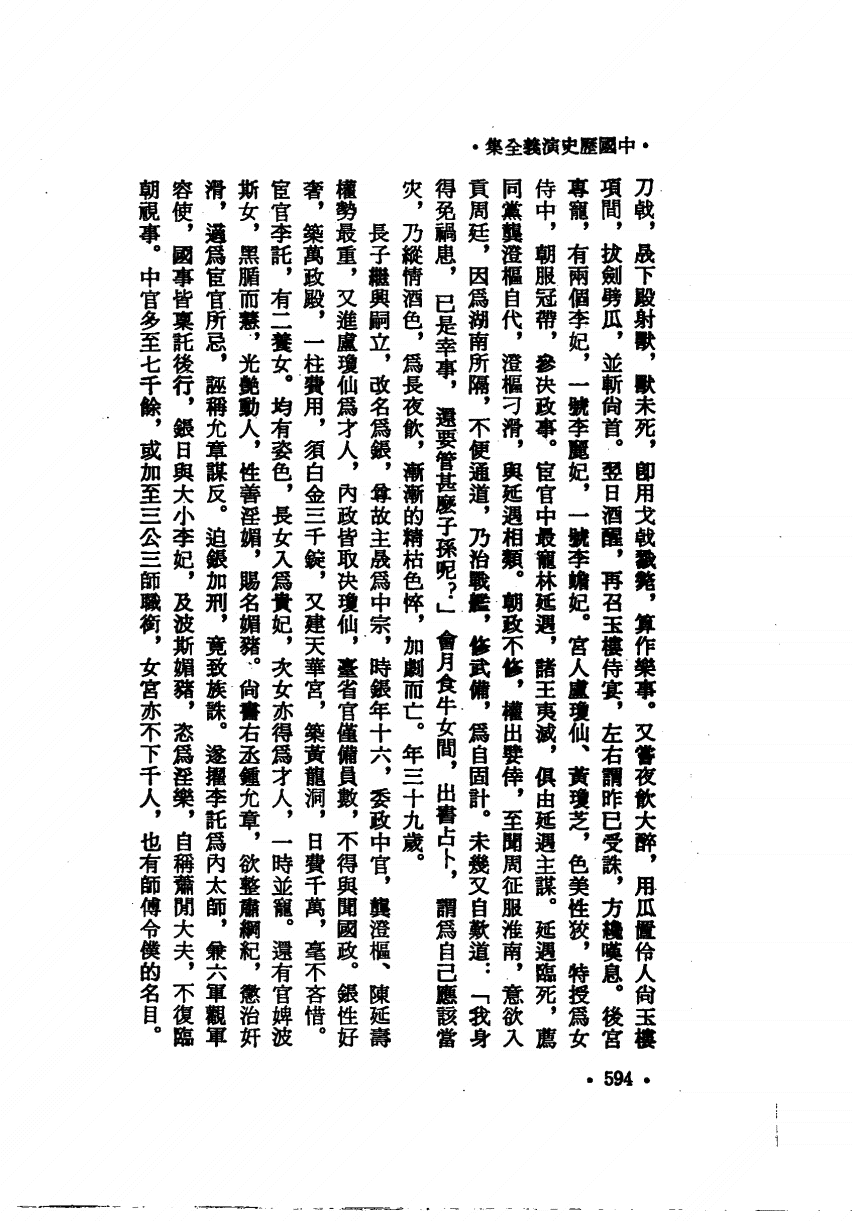 ·中國歷史演義全集·
刀戟，晟下殿射獸，獸未死，卽用戈戟戳斃，算作樂事。又嘗夜飲大醉，用瓜置伶人尙玉樓
項間，拔劍劈瓜，並斬尙首。翌日酒醒，再召玉樓侍宴，左右謂昨已受誅，方纔嘆息。後宮
專寵，有兩個李妃，一號李麗妃，一號李蟾妃。宮人盧瓊仙、黃瓊芝，色美性狡，特授爲女
侍中，朝服冠帶，參決政事。宦官中最寵林延遇，諸王夷滅，俱由延遇主謀。延遇臨死，薦
同黨龔澄樞自代，澄樞刁滑，與延遇相類。朝政不修，權出嬖倖，至聞周征服淮南，意欲入
貢周廷，因爲湖南所隔，不便通道，乃治戰艦，修武備，爲自固計。未幾又自歎道：「我身
得免禍患，已是幸事，還要管甚麼子孫呢？」會月食牛女間，出書占卜，謂爲自己應該當
灾，乃縱情酒色，爲長夜飲，漸漸的精枯色悴，加劇而亡。年三十九歲。
長子繼興嗣立，改名爲鋹，尊故主晟爲中宗，時鋹年十六，委政中官，龔澄樞、陳延壽
權勢最重，又進盧瓊仙爲才人，內政皆取決瓊仙，臺省官僅備員數，不得與聞國政。鋹性好
奢，築萬政殿，一柱費用，須白金三千錠，又建天華宮，築黃龍洞，日費千萬，毫不吝惜。
宦官李託，有二養女。均有姿色，長女入爲貴妃，次女亦得爲才人，一時並寵。還有官婢波
斯女，黑腯而慧，光艷動人，性善淫媚，賜名媚豬。尙書右丞鍾允章，欲整肅綱紀，懲治奸
滑，適爲宦官所忌，誣稱允章謀反。迫鋹加刑，竟致族誅。遂擢李託爲內太師，兼六軍觀軍
容使，國事皆稟託後行，鋹日與大小李妃，及波斯媚豬，恣爲淫樂，自稱蕭閒大夫，不復臨
朝視事。中官多至七千餘，或加至三公三師職銜，女宮亦不下千人，也有師傅令僕的名目。
·594·